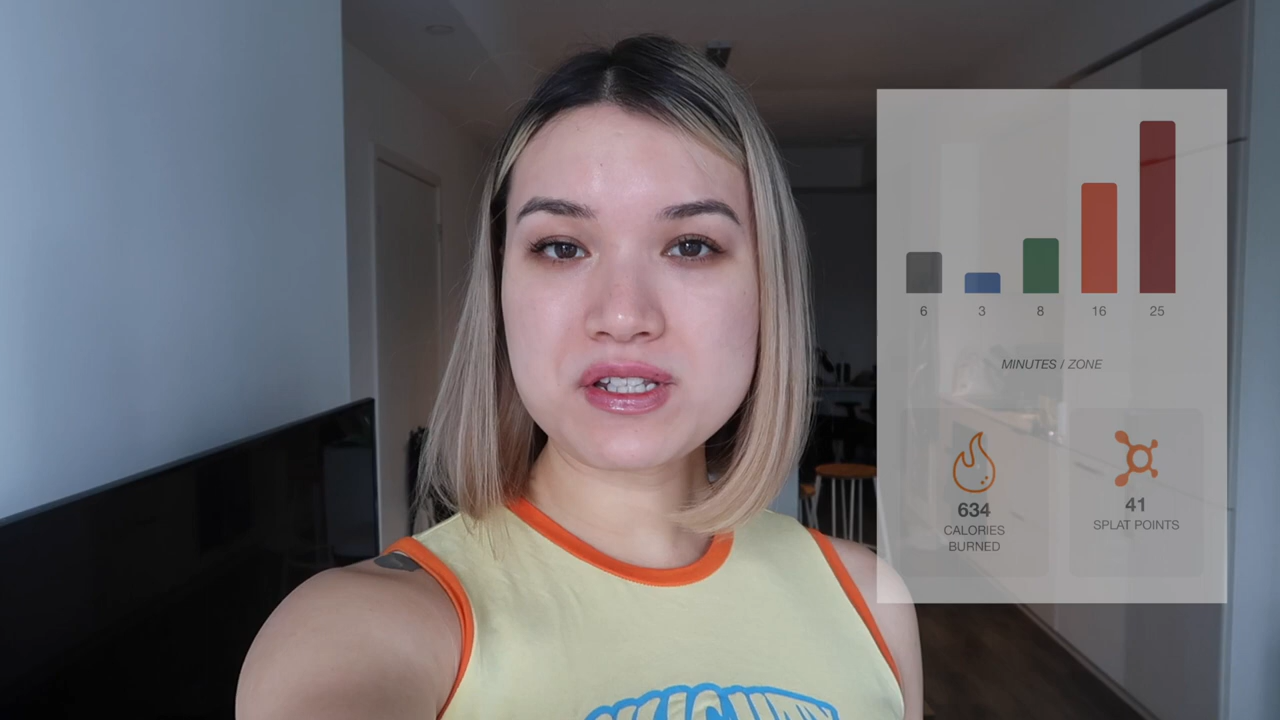 6 3 8 16 25
MINUTES / ZONE
634
CALORIES
BURNED
41
SPLAT POINTS